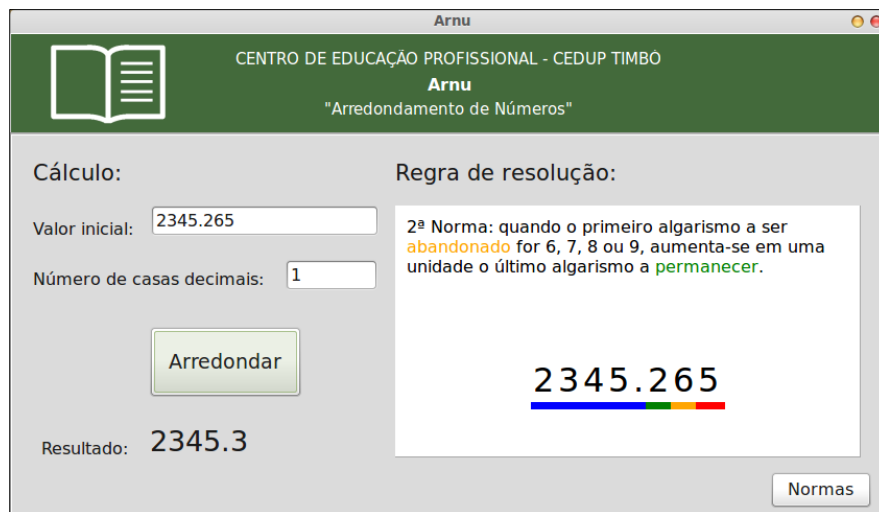 Arnu
CENTRO DE EDUCAÇÃO PROFISSIONAL - CEDUP TIMBÓ
Arnu
"Arredondamento de Números"
Cálculo:
Valor inicial: 2345.265
Número de casas decimais: 1
Arredondar
Resultado: 2345.3
Regra de resolução:
2ª Norma: quando o primeiro algarismo a ser
abandonado for 6, 7, 8 ou 9, aumenta-se em uma
unidade o último algarismo a permanecer.
2345.265
Normas